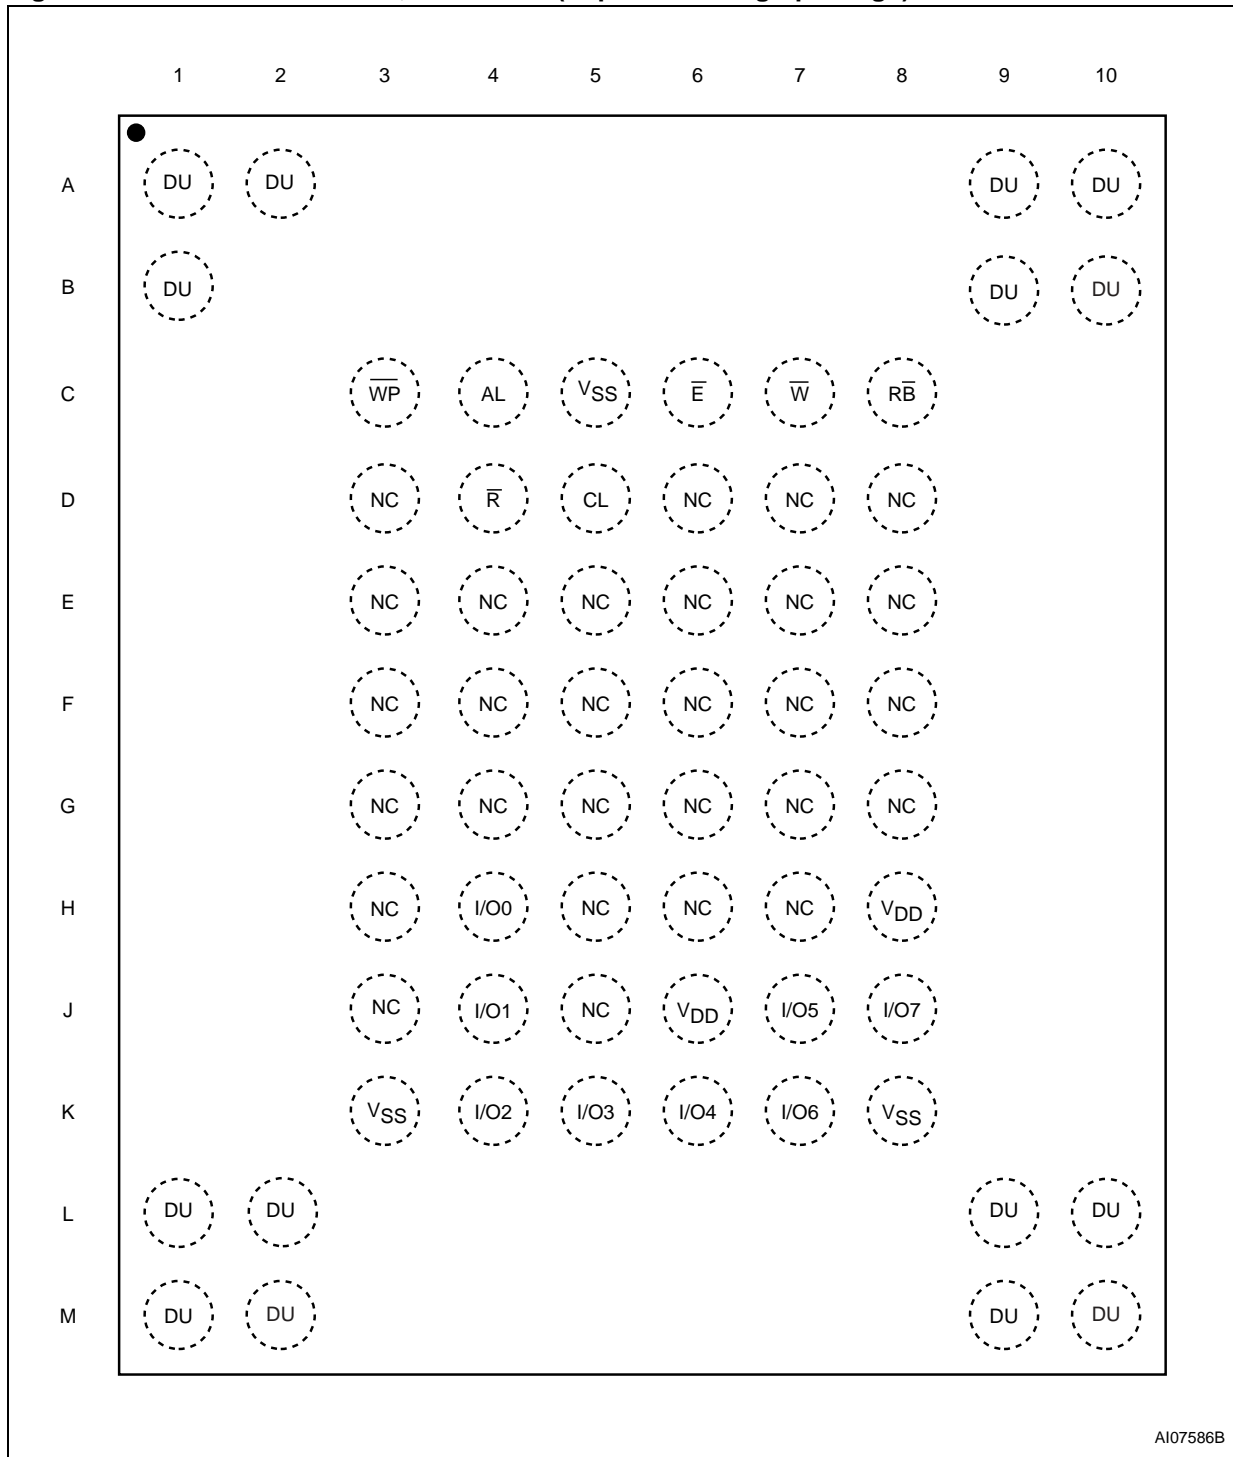 1 2 3 4 5 6 7 8 9 10
A DU DU DU DU
B DU DU DU
C W̅P̅ AL VSS E̅ W̅ RB̅
D NC R̅ CL NC NC NC
E NC NC NC NC NC NC
F NC NC NC NC NC NC
G NC NC NC NC NC NC
H NC I/O0 NC NC NC VDD
J NC I/O1 NC VDD I/O5 I/O7
K VSS I/O2 I/O3 I/O4 I/O6 VSS
L DU DU DU DU
M DU DU DU DU
AI07586B